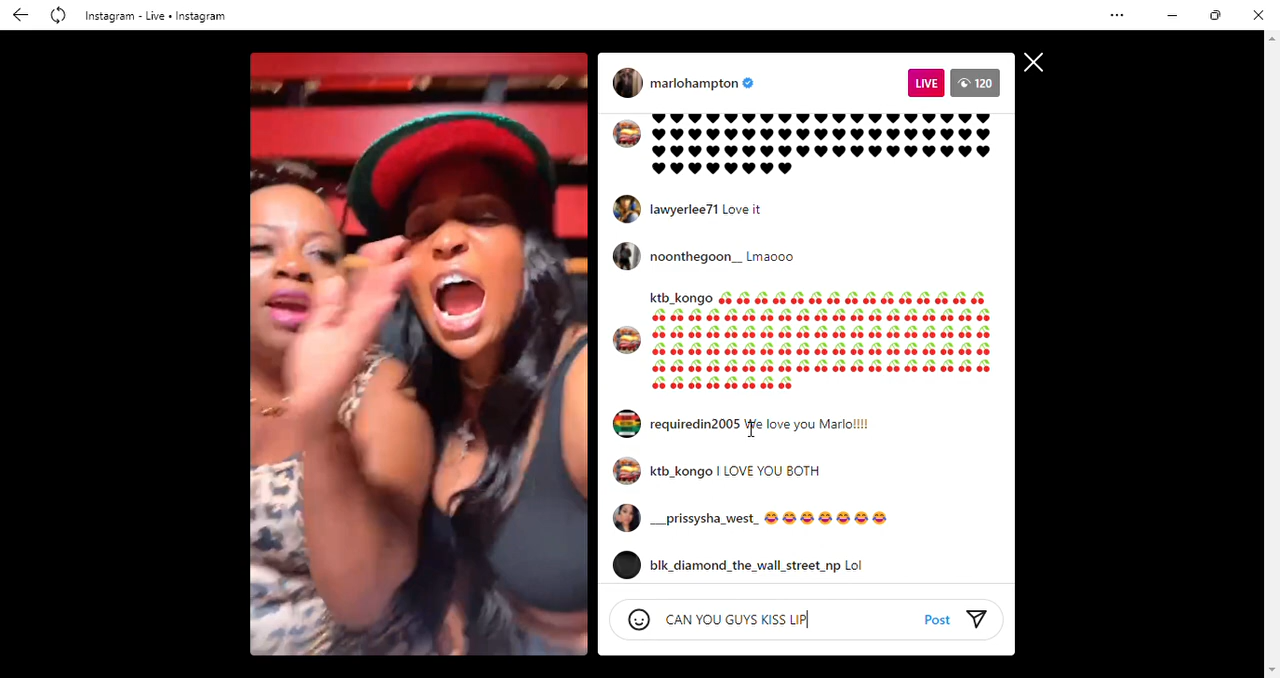 Instagram - Live • Instagram
marlohampton
LIVE
120
lawyerlee71 Love it
noonthegoon__ Lmaooo
ktb_kongo
requiredin2005 We love you Marlo!!!!
ktb_kongo I LOVE YOU BOTH
___prissysha_west_
blk_diamond_the_wall_street_np Lol
CAN YOU GUYS KISS LIP
Post